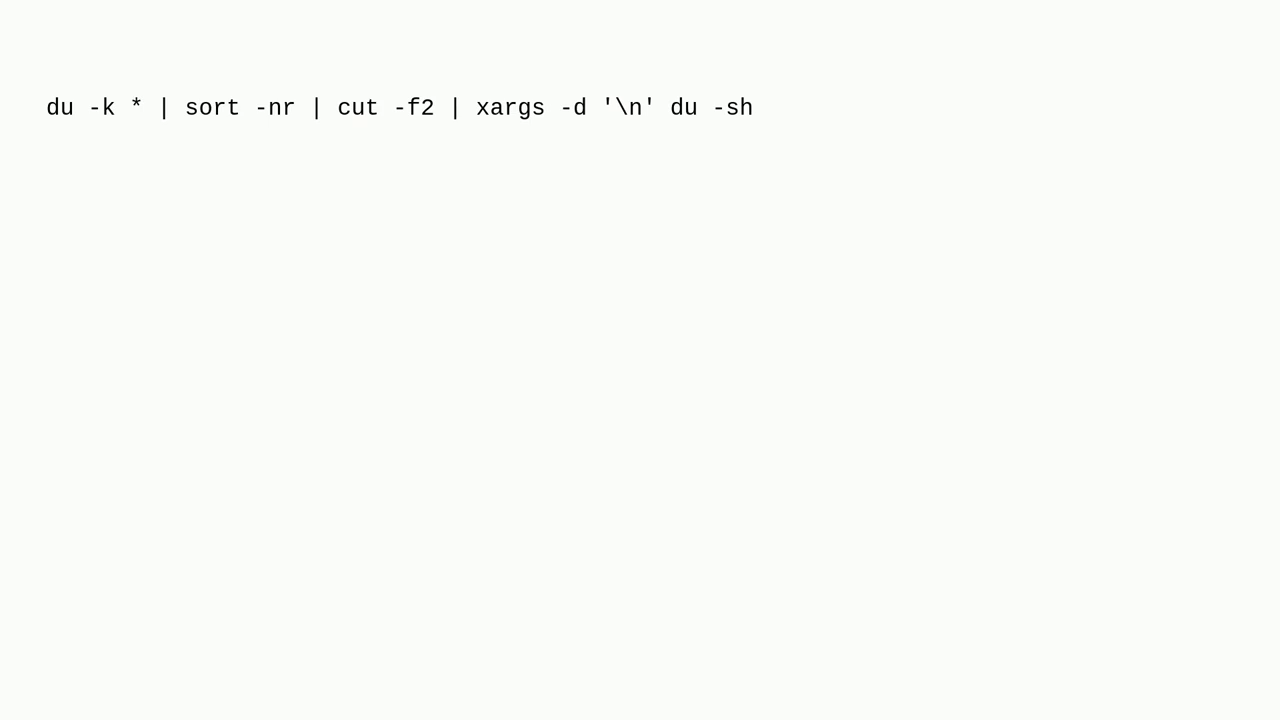 du -k * | sort -nr | cut -f2 | xargs -d '\n' du -sh